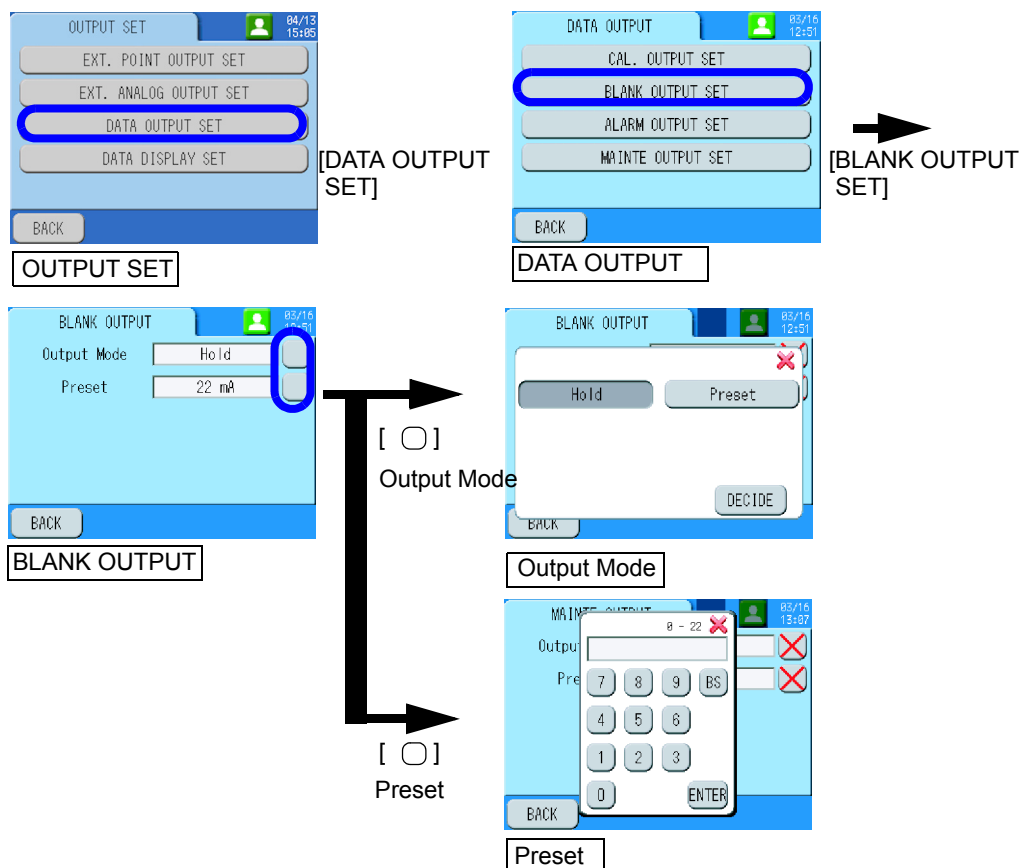 OUTPUT SET
04/13
15:05
EXT. POINT OUTPUT SET
EXT. ANALOG OUTPUT SET
DATA OUTPUT SET
DATA DISPLAY SET
BACK
OUTPUT SET
[DATA OUTPUT
SET]
DATA OUTPUT
03/16
12:51
CAL. OUTPUT SET
BLANK OUTPUT SET
ALARM OUTPUT SET
MAINTE OUTPUT SET
BACK
DATA OUTPUT
[BLANK OUTPUT
SET]
BLANK OUTPUT
03/16
12:51
Output Mode Hold
Preset 22 mA
BACK
BLANK OUTPUT
[ ]
Output Mode
BLANK OUTPUT
03/16
12:51
Hold Preset
DECIDE
BACK
Output Mode
[ ]
Preset
03/16
13:07
0 - 22
Outpu
Pre
7 8 9 BS
4 5 6
1 2 3
0 ENTER
BACK
Preset